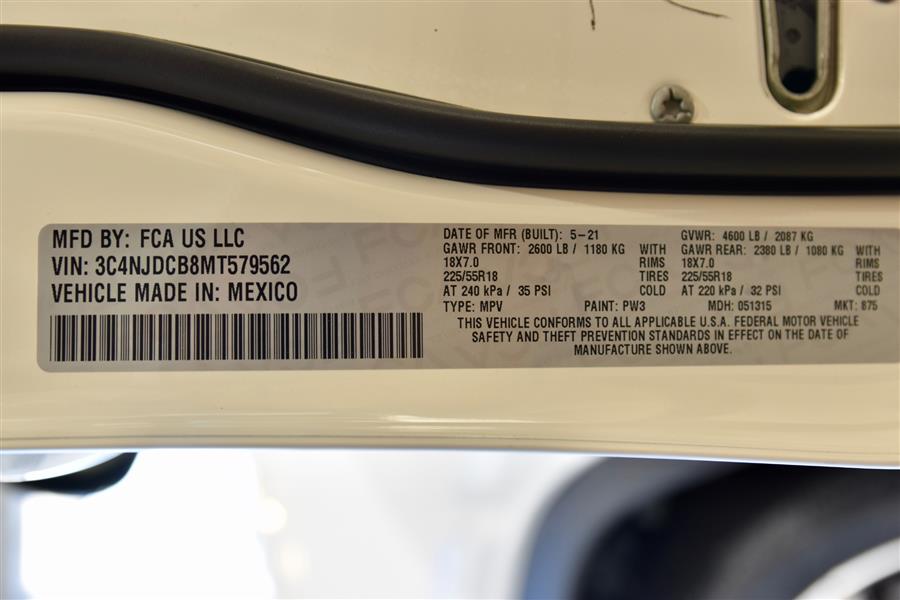 MFD BY: FCA US LLC
VIN: 3C4NJDCB8MT579562
VEHICLE MADE IN: MEXICO
DATE OF MFR (BUILT): 5-21 GVWR: 4600 LB / 2087 KG
GAWR FRONT: 2600 LB / 1180 KG WITH GAWR REAR: 2380 LB / 1080 KG WITH
18X7.0 RIMS 18X7.0 RIMS
225/55R18 TIRES 225/55R18 TIRES
AT 240 kPa / 35 PSI COLD AT 220 kPa / 32 PSI COLD
TYPE: MPV PAINT: PW3 MDH: 051315 MKT: 875
THIS VEHICLE CONFORMS TO ALL APPLICABLE U.S.A. FEDERAL MOTOR VEHICLE
SAFETY AND THEFT PREVENTION STANDARDS IN EFFECT ON THE DATE OF
MANUFACTURE SHOWN ABOVE.